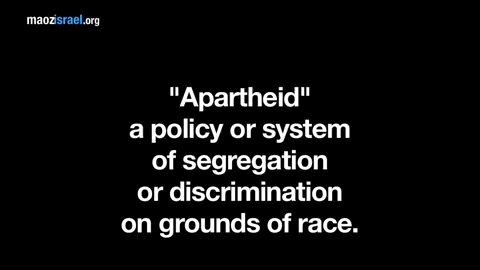 maozisrael.org
"Apartheid"
a policy or system
of segregation
or discrimination
on grounds of race.